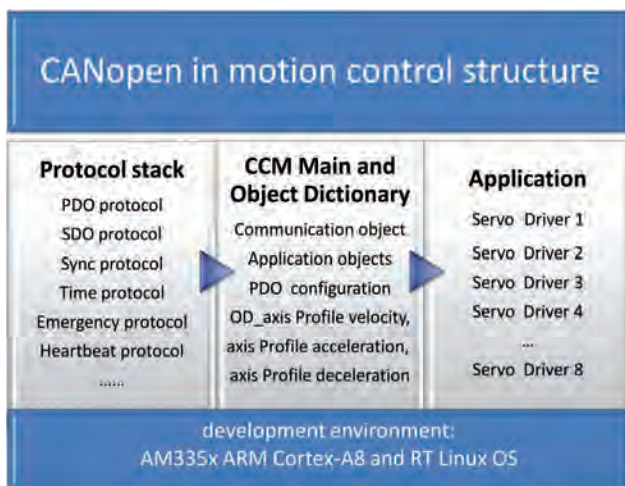 CANopen in motion control structure
Protocol stack
PDO protocol
SDO protocol
Sync protocol
Time protocol
Emergency protocol
Heartbeat protocol
......
CCM Main and
Object Dictionary
Communication object
Application objects
PDO configuration
OD_axis Profile velocity,
axis Profile acceleration,
axis Profile deceleration
Application
Servo Driver 1
Servo Driver 2
Servo Driver 3
Servo Driver 4
...
Servo Driver 8
development environment:
AM335x ARM Cortex-A8 and RT Linux OS